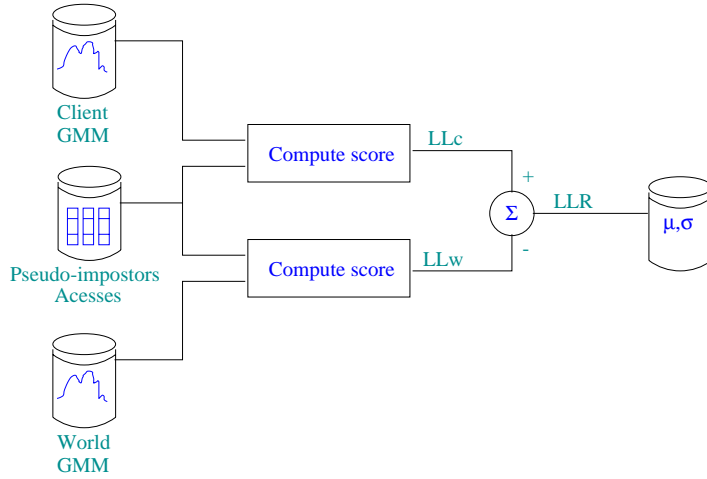 Client
GMM
Compute score
LLc
+
Pseudo-impostors
Acesses
Σ
LLR
μ,σ
Compute score
LLw
-
World
GMM